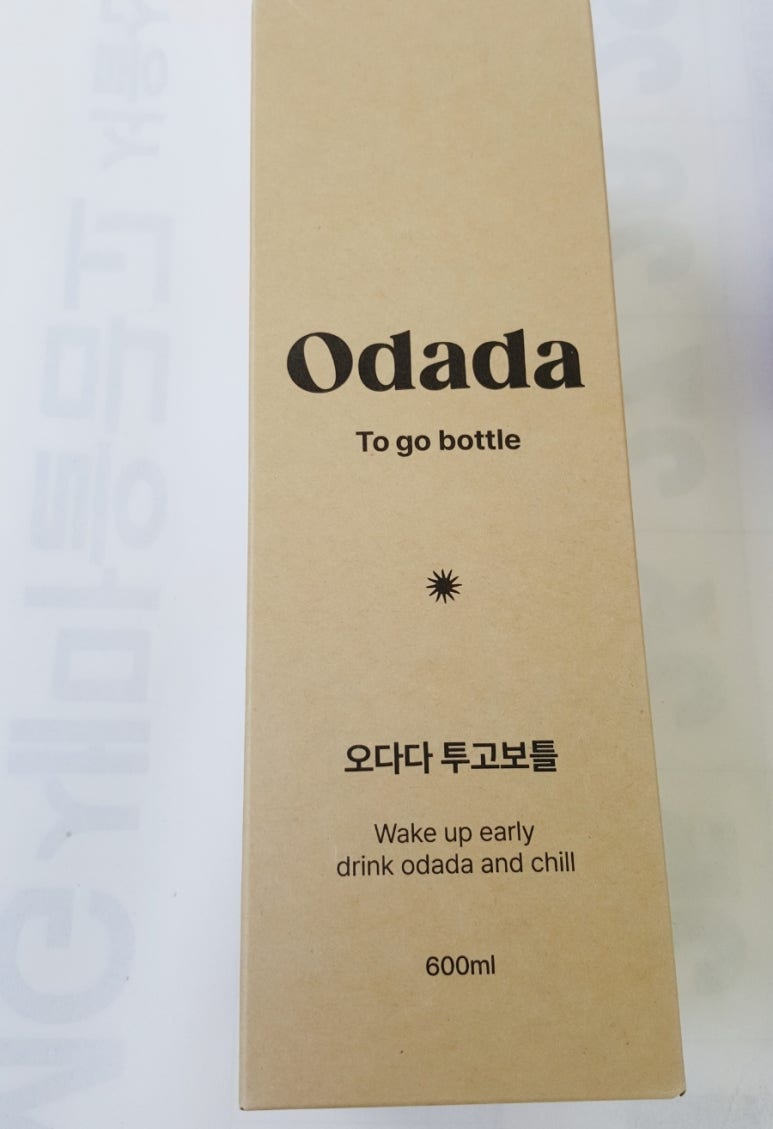 Odada
To go bottle
오다다 투고보틀
Wake up early
drink odada and chill
600ml